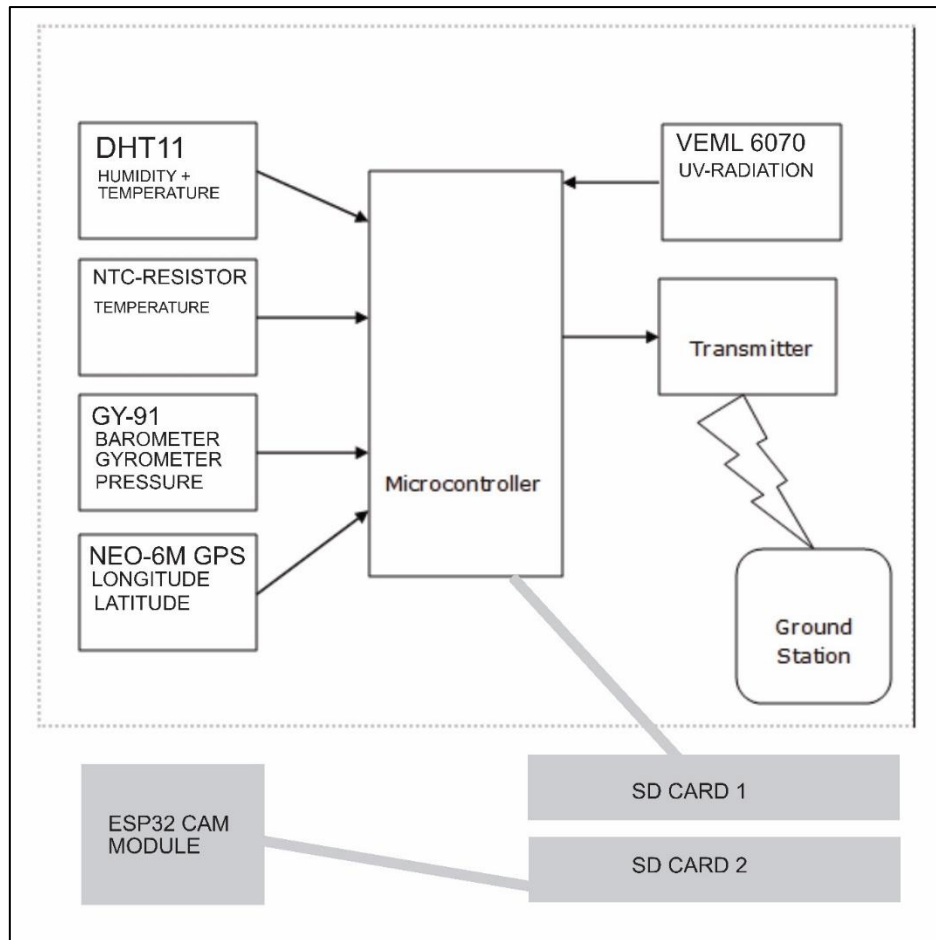 DHT11
HUMIDITY +
TEMPERATURE
NTC-RESISTOR
TEMPERATURE
GY-91
BAROMETER
GYROMETER
PRESSURE
NEO-6M GPS
LONGITUDE
LATITUDE
Microcontroller
VEML 6070
UV-RADIATION
Transmitter
Ground
Station
ESP32 CAM
MODULE
SD CARD 1
SD CARD 2